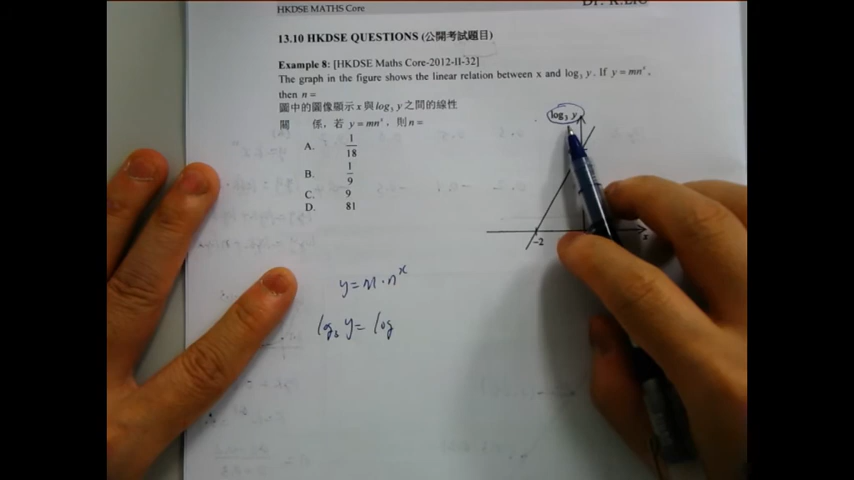 HKDSE MATHS Core
13.10 HKDSE QUESTIONS (公開考試題目)
Example 8: [HKDSE Maths Core-2012-II-32]
The graph in the figure shows the linear relation between x and log₃ y. If y = mnˣ,
then n =
圖中的圖像顯示 x 與 log₃ y 之間的線性
關 係，若 y = mnˣ，則 n =
log₃ y
A. 1/18
B. 1/9
C. 9
D. 81
x
-2
y = m · nˣ
log₃ y = log